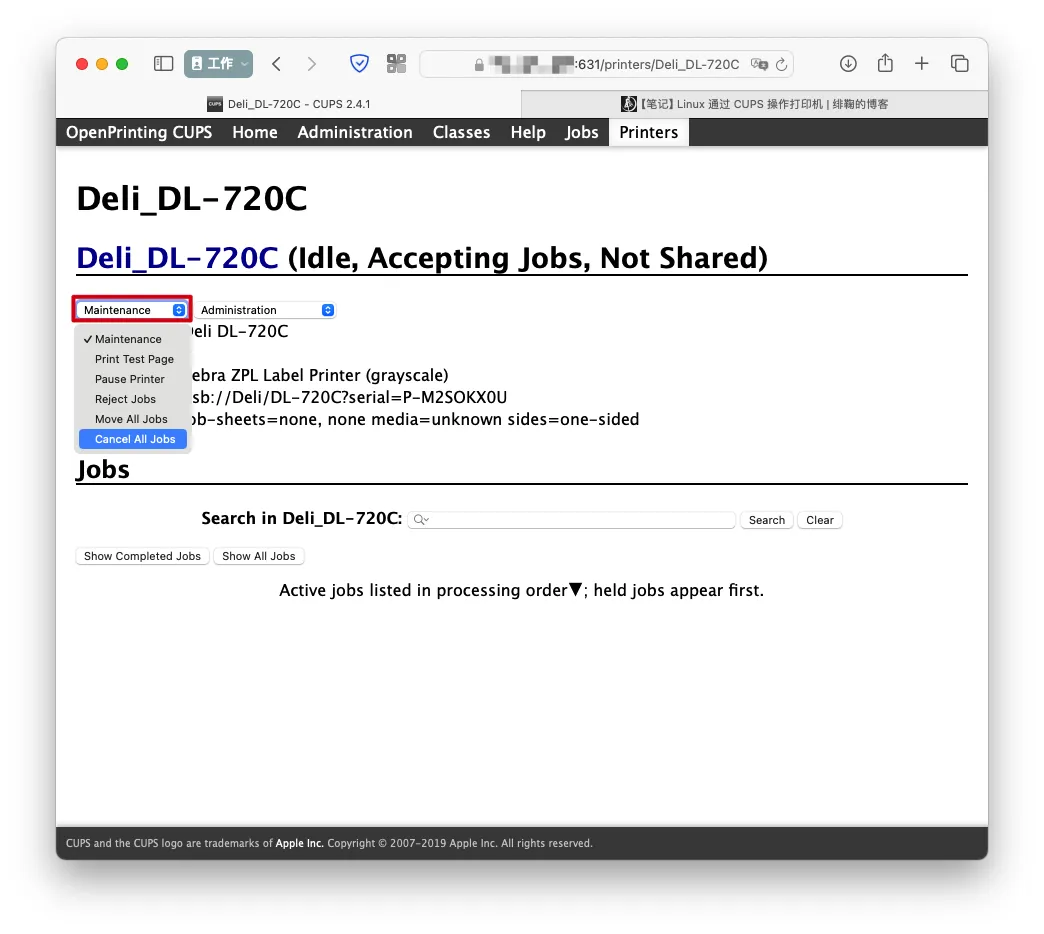 工作
:631/printers/Deli_DL-720C
CUPS Deli_DL-720C - CUPS 2.4.1
【笔记】Linux 通过 CUPS 操作打印机 | 绯鞠的博客
OpenPrinting CUPS Home Administration Classes Help Jobs Printers
Deli_DL-720C
Deli_DL-720C (Idle, Accepting Jobs, Not Shared)
Maintenance Administration
eli DL-720C
✓ Maintenance
Print Test Page
Pause Printer
ebra ZPL Label Printer (grayscale)
Reject Jobs
sb://Deli/DL-720C?serial=P-M2SOKX0U
Move All Jobs
ob-sheets=none, none media=unknown sides=one-sided
Cancel All Jobs
Jobs
Search in Deli_DL-720C: Search Clear
Show Completed Jobs Show All Jobs
Active jobs listed in processing order▼; held jobs appear first.
CUPS and the CUPS logo are trademarks of Apple Inc. Copyright © 2007-2019 Apple Inc. All rights reserved.